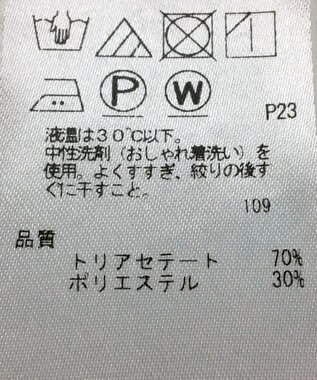 P W
P23
液温は30℃以下。
中性洗剤（おしゃれ着洗い）を
使用。よくすすぎ、絞りの後す
ぐに干すこと。
109
品質
トリアセテート 70%
ポリエステル 30%